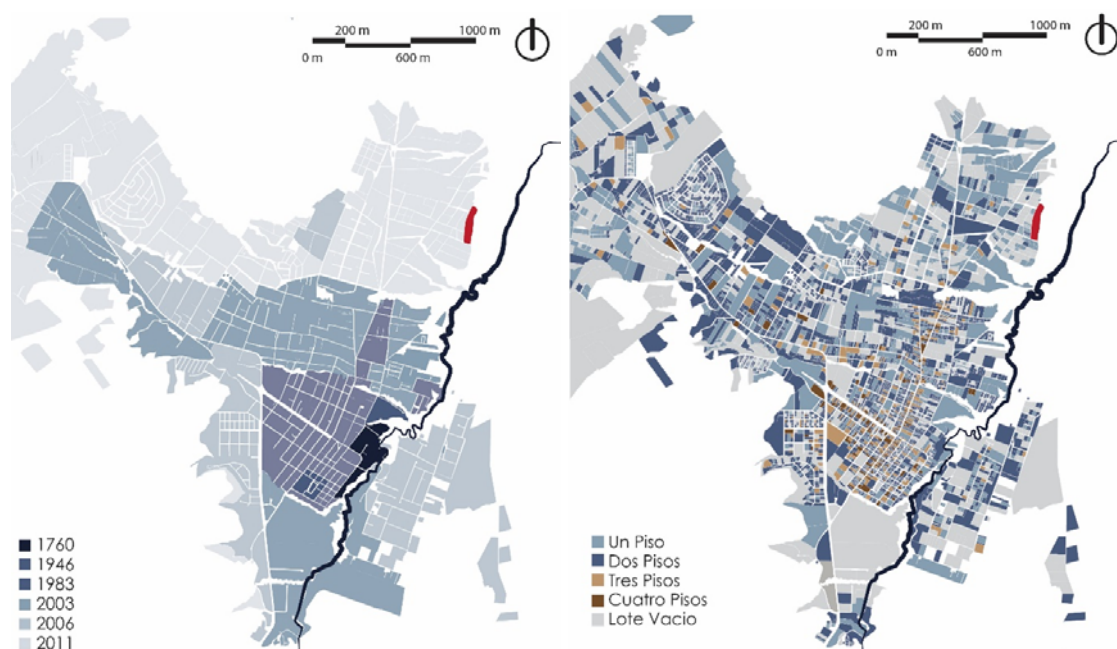 200 m 1000 m
0 m 600 m
1760
1946
1983
2003
2006
2011
200 m 1000 m
0 m 600 m
Un Piso
Dos Pisos
Tres Pisos
Cuatro Pisos
Lote Vacio